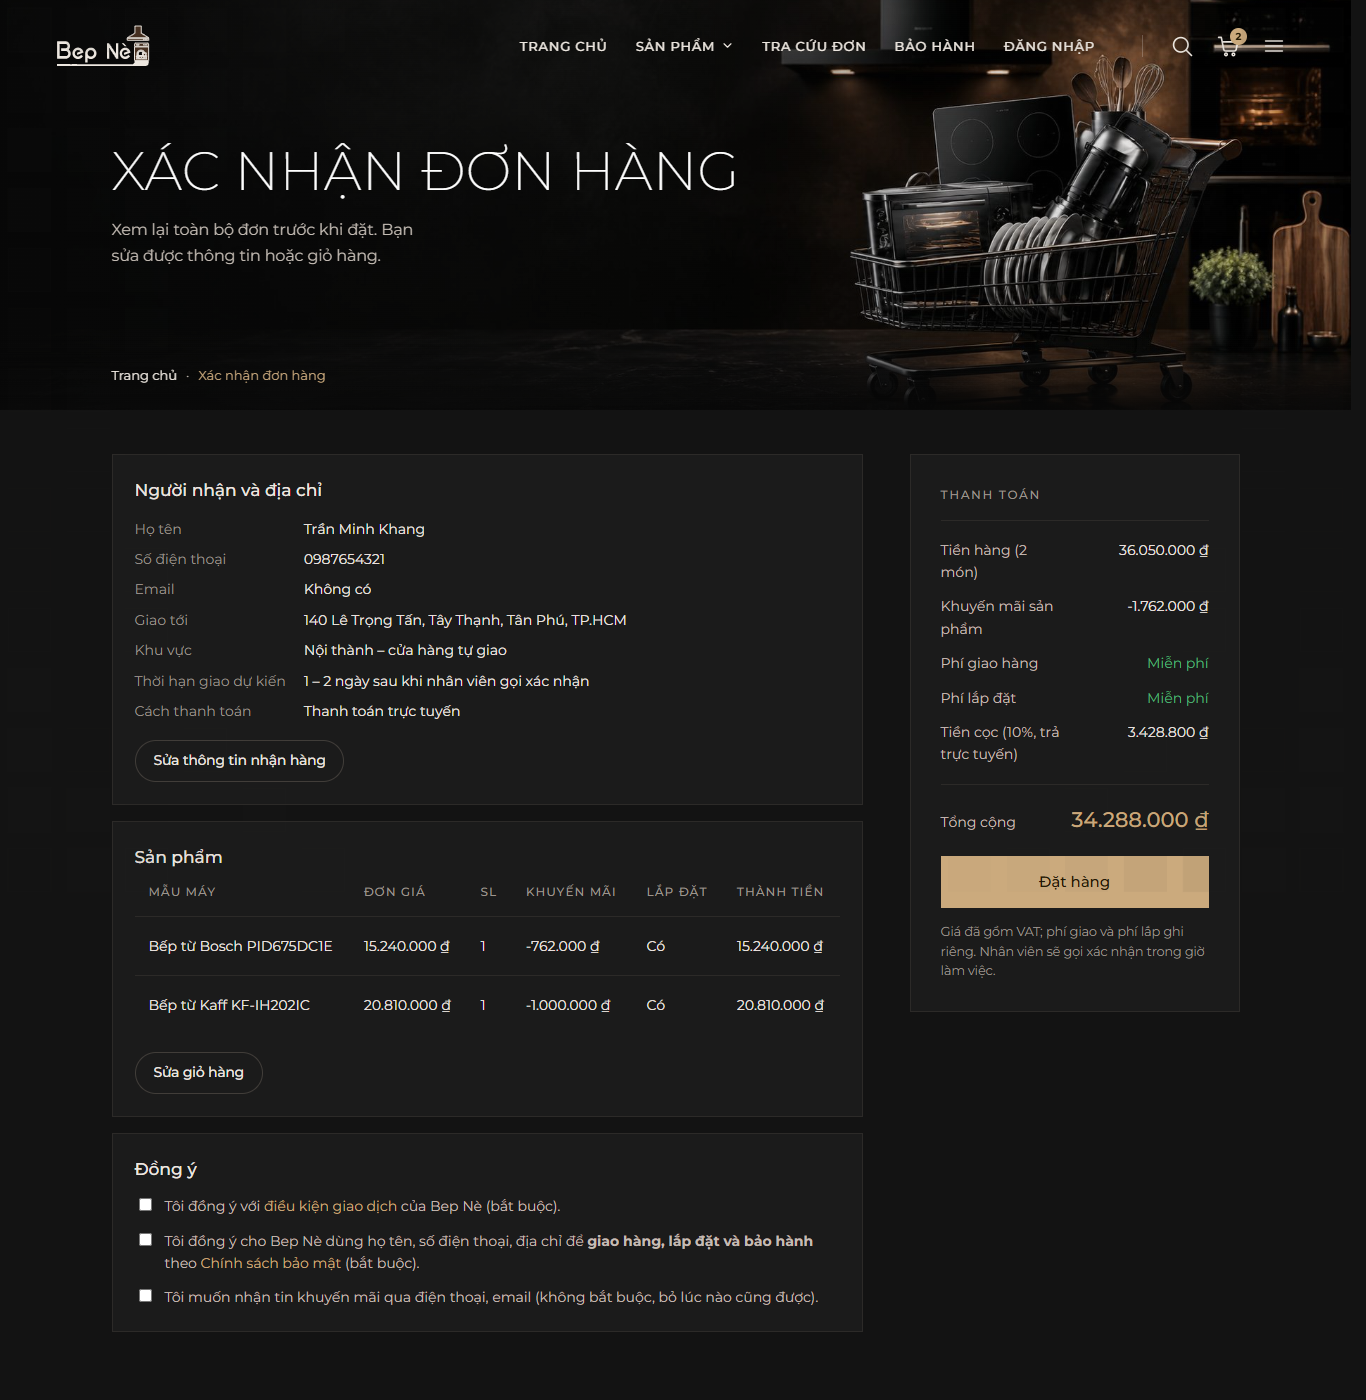 Bep Nè
TRANG CHỦ
SẢN PHẨM
TRA CỨU ĐƠN
BẢO HÀNH
ĐĂNG NHẬP
2
XÁC NHẬN ĐƠN HÀNG
Xem lại toàn bộ đơn trước khi đặt. Bạn
sửa được thông tin hoặc giỏ hàng.
Trang chủ · Xác nhận đơn hàng
Người nhận và địa chỉ
Họ tên Trần Minh Khang
Số điện thoại 0987654321
Email Không có
Giao tới 140 Lê Trọng Tấn, Tây Thạnh, Tân Phú, TP.HCM
Khu vực Nội thành – cửa hàng tự giao
Thời hạn giao dự kiến 1 – 2 ngày sau khi nhân viên gọi xác nhận
Cách thanh toán Thanh toán trực tuyến
Sửa thông tin nhận hàng
Sản phẩm
MẪU MÁY ĐƠN GIÁ SL KHUYẾN MÃI LẮP ĐẶT THÀNH TIỀN
Bếp từ Bosch PID675DC1E 15.240.000 ₫ 1 -762.000 ₫ Có 15.240.000 ₫
Bếp từ Kaff KF-IH202IC 20.810.000 ₫ 1 -1.000.000 ₫ Có 20.810.000 ₫
Sửa giỏ hàng
Đồng ý
Tôi đồng ý với điều kiện giao dịch của Bep Nè (bắt buộc).
Tôi đồng ý cho Bep Nè dùng họ tên, số điện thoại, địa chỉ để giao hàng, lắp đặt và bảo hành
theo Chính sách bảo mật (bắt buộc).
Tôi muốn nhận tin khuyến mãi qua điện thoại, email (không bắt buộc, bỏ lúc nào cũng được).
THANH TOÁN
Tiền hàng (2 36.050.000 ₫
món)
Khuyến mãi sản -1.762.000 ₫
phẩm
Phí giao hàng Miễn phí
Phí lắp đặt Miễn phí
Tiền cọc (10%, trả 3.428.800 ₫
trực tuyến)
Tổng cộng 34.288.000 ₫
Đặt hàng
Giá đã gồm VAT; phí giao và phí lắp ghi
riêng. Nhân viên sẽ gọi xác nhận trong giờ
làm việc.